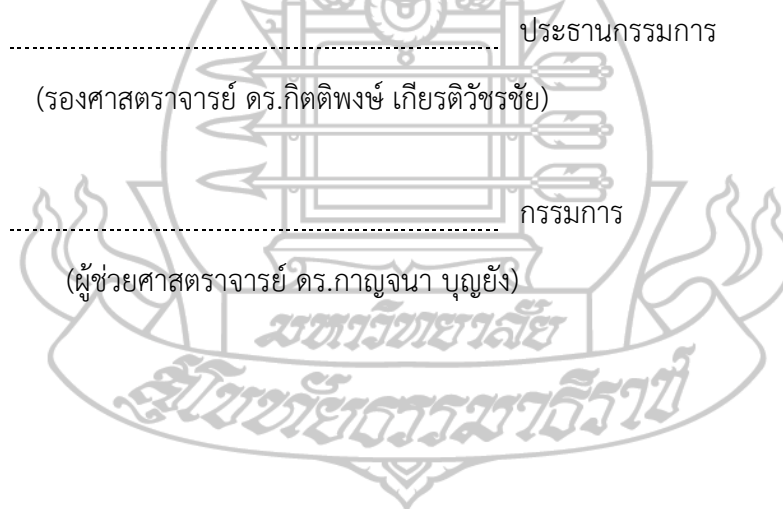 ประธานกรรมการ
(รองศาสตราจารย์ ดร.กิตติพงษ์ เกียรติวัชรชัย)
กรรมการ
(ผู้ช่วยศาสตราจารย์ ดร.กาญจนา บุญยัง)
มหาวิทยาลัย
สุโขทัยธรรมาธิราช